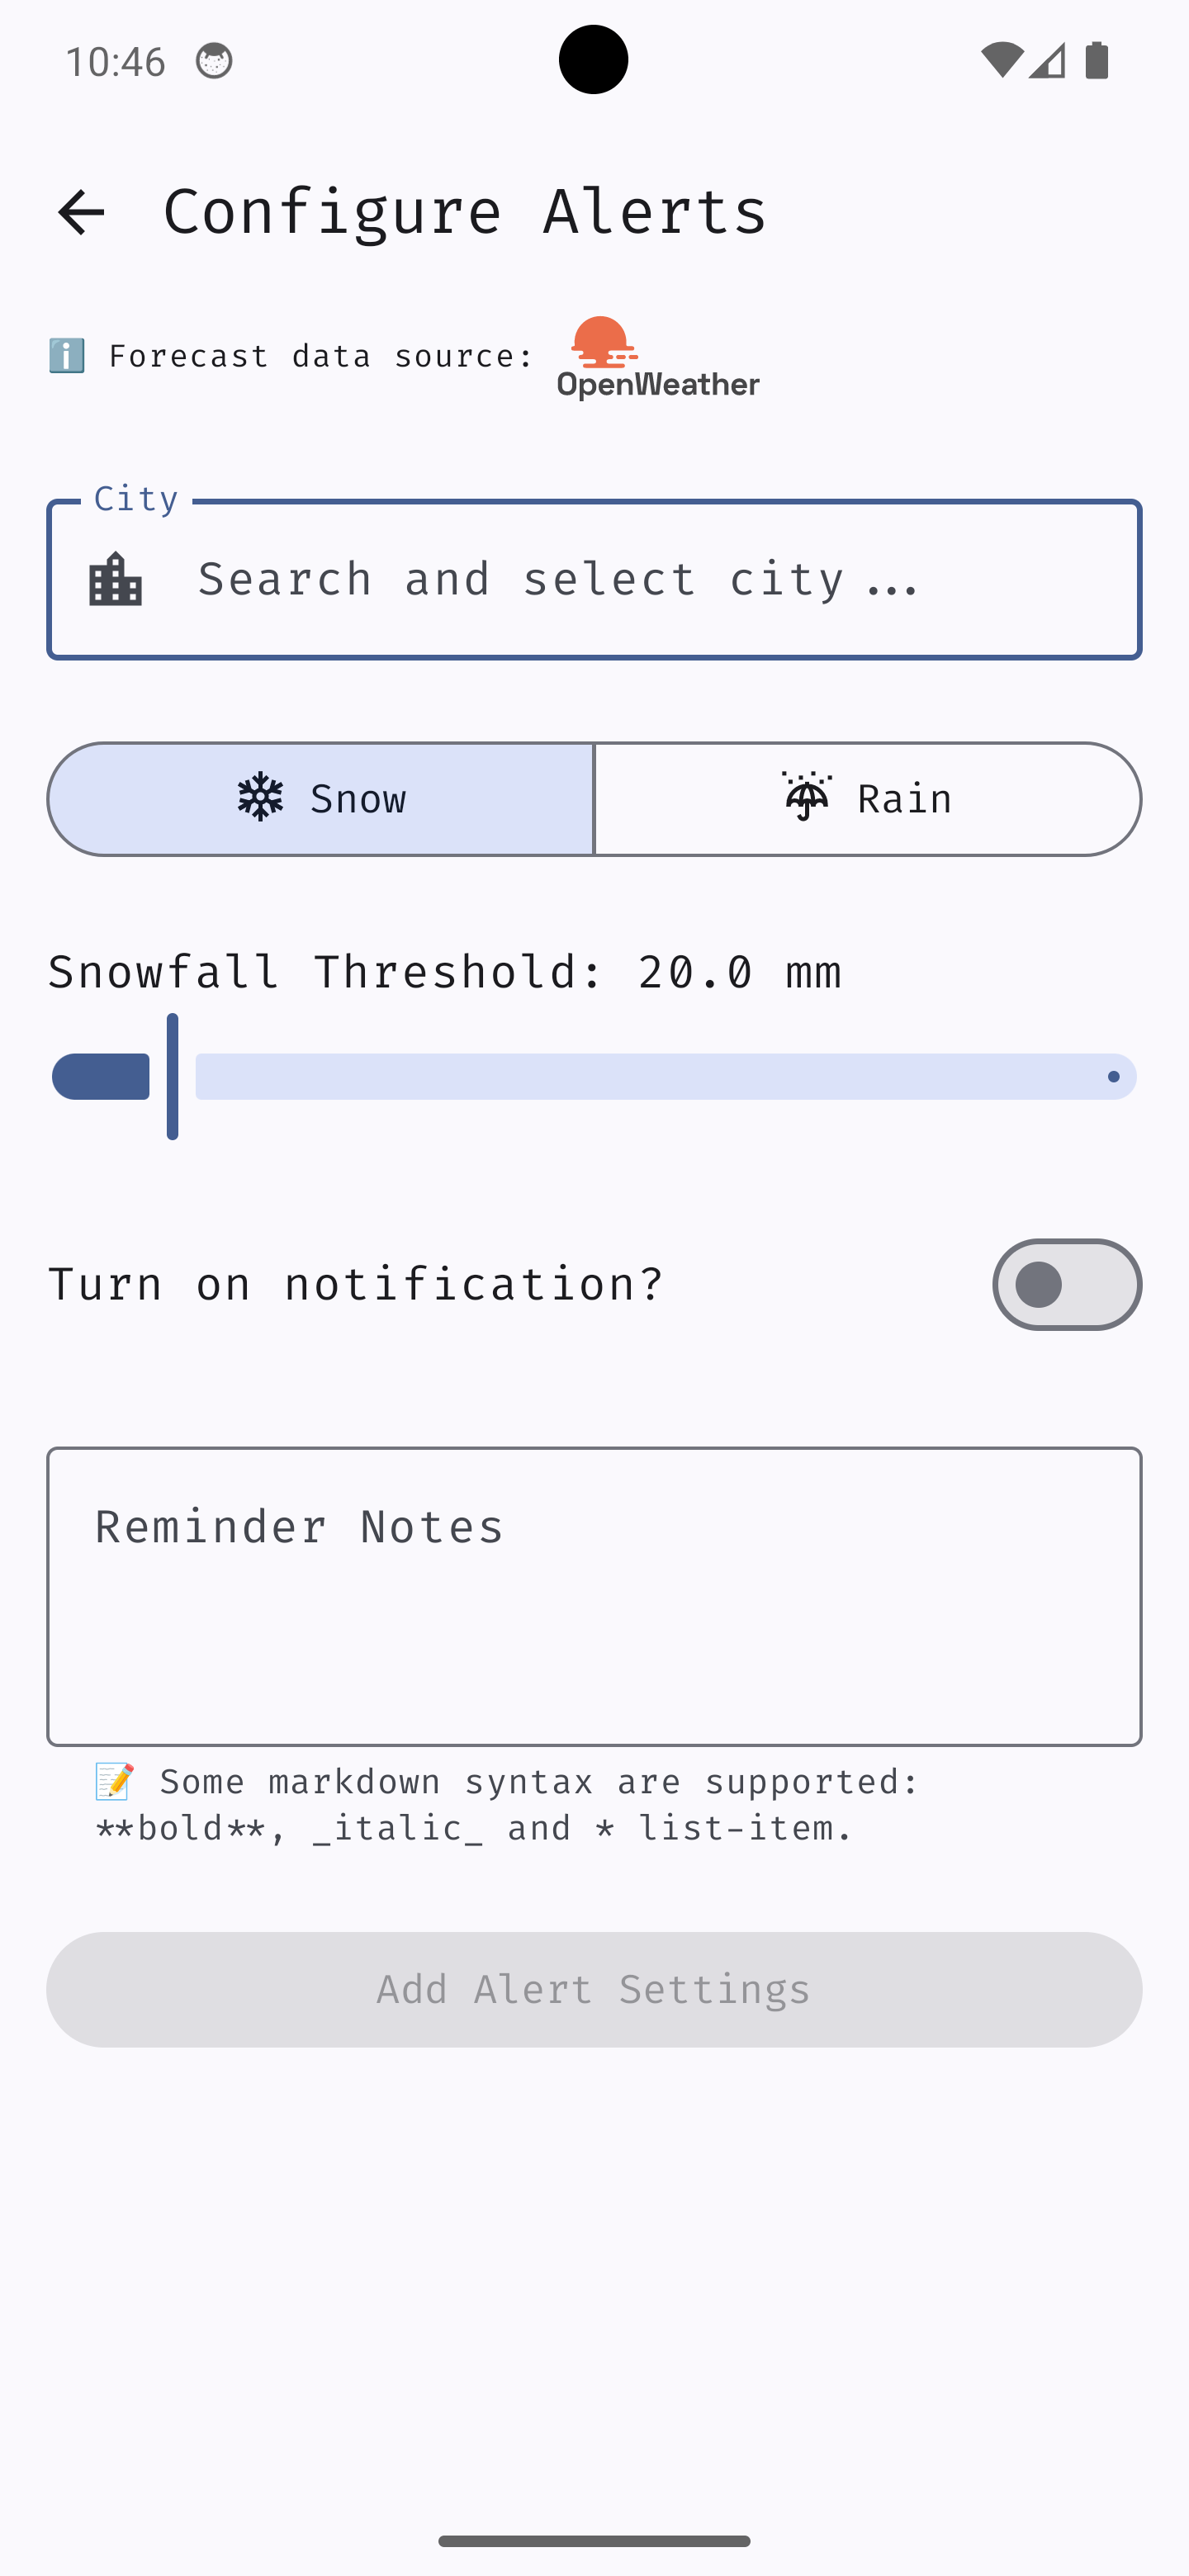 10:46
Configure Alerts
ℹ️ Forecast data source:
OpenWeather
City
Search and select city...
Snow
Rain
Snowfall Threshold: 20.0 mm
Turn on notification?
Reminder Notes
📝 Some markdown syntax are supported:
**bold**, _italic_ and * list-item.
Add Alert Settings